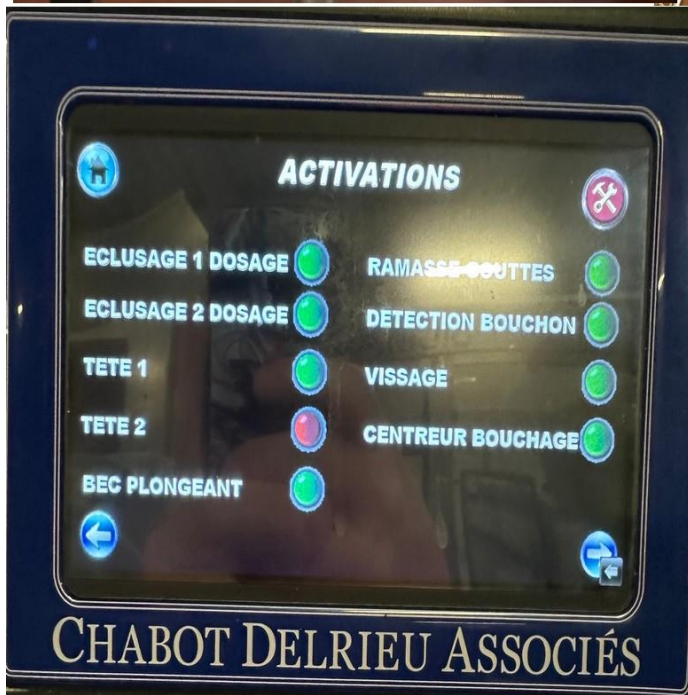 ACTIVATIONS
ECLUSAGE 1 DOSAGE
ECLUSAGE 2 DOSAGE
TETE 1
TETE 2
BEC PLONGEANT
RAMASSE GOUTTES
DETECTION BOUCHON
VISSAGE
CENTREUR BOUCHAGE
CHABOT DELRIEU ASSOCIÉS